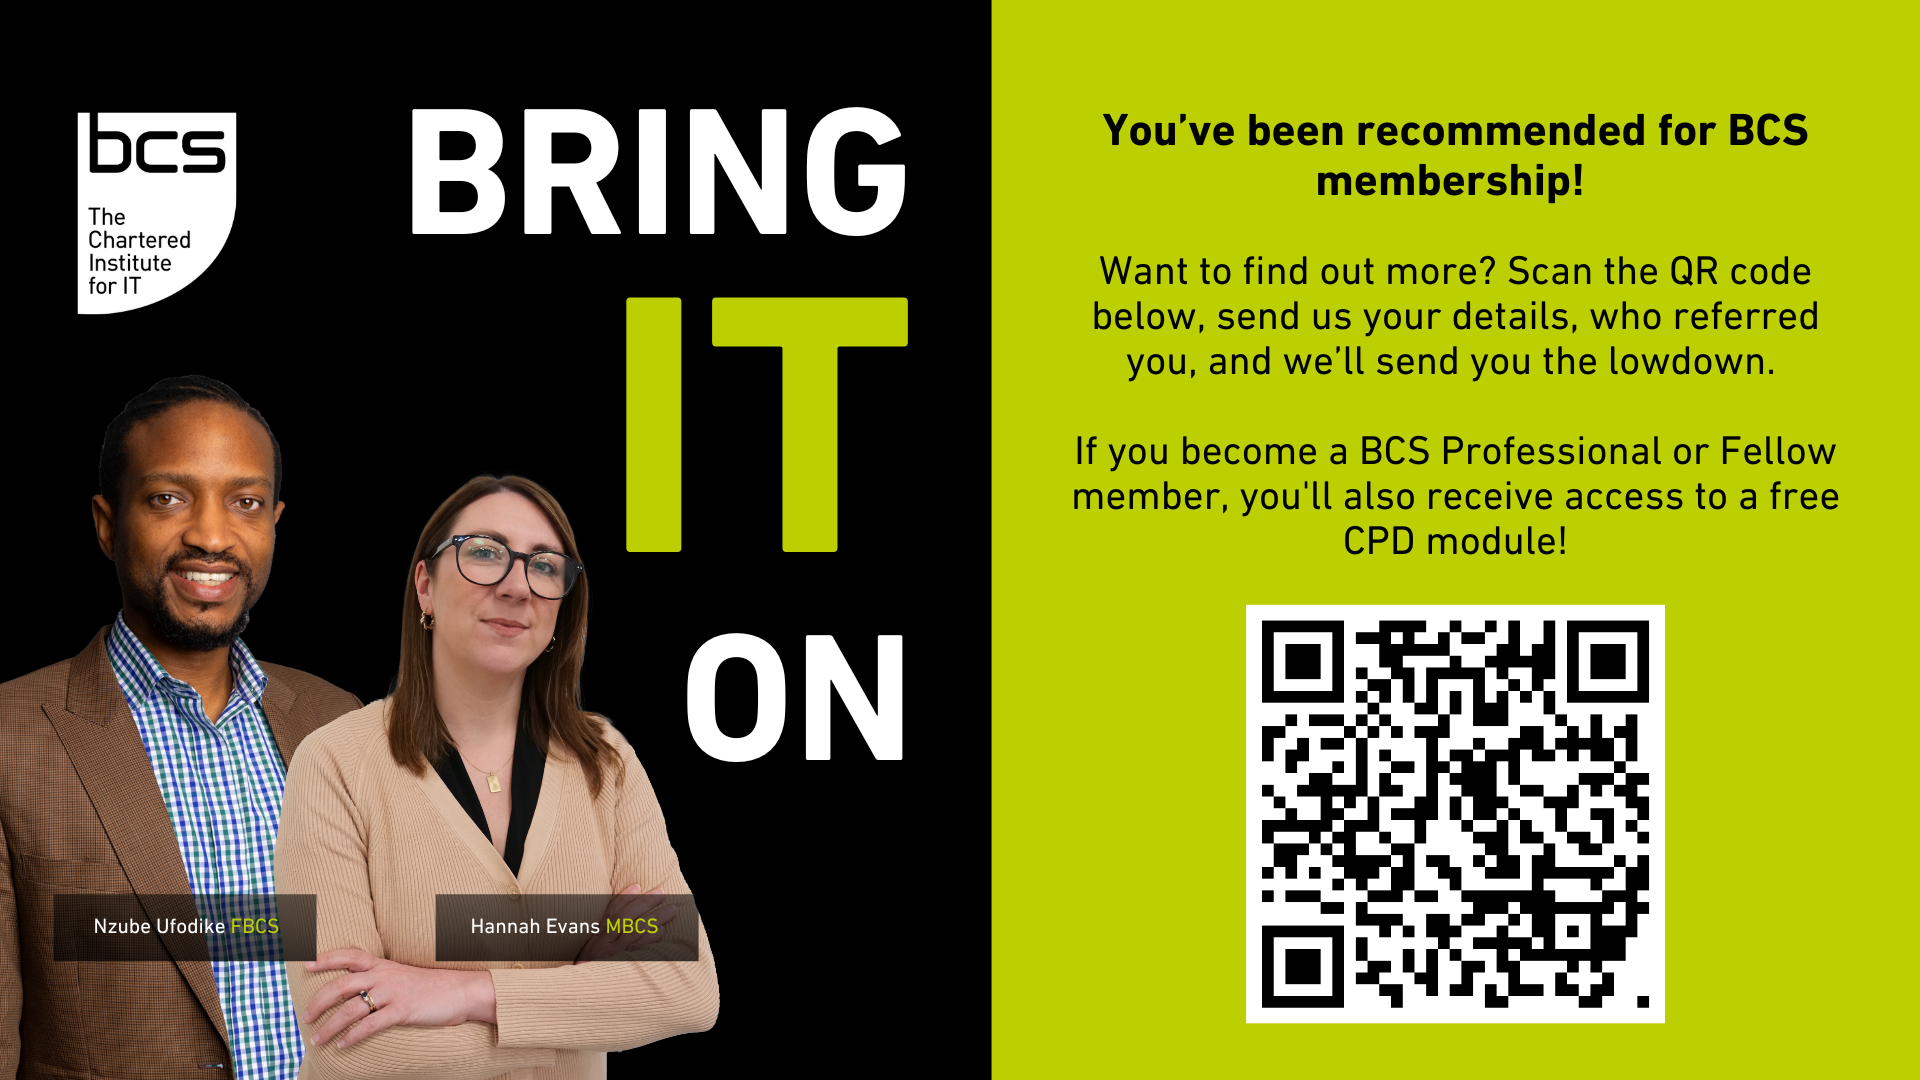 bcs
The
Chartered
Institute
for IT
BRING
IT
ON
Nzube Ufodike FBCS
Hannah Evans MBCS
You’ve been recommended for BCS
membership!
Want to find out more? Scan the QR code
below, send us your details, who referred
you, and we’ll send you the lowdown.
If you become a BCS Professional or Fellow
member, you'll also receive access to a free
CPD module!